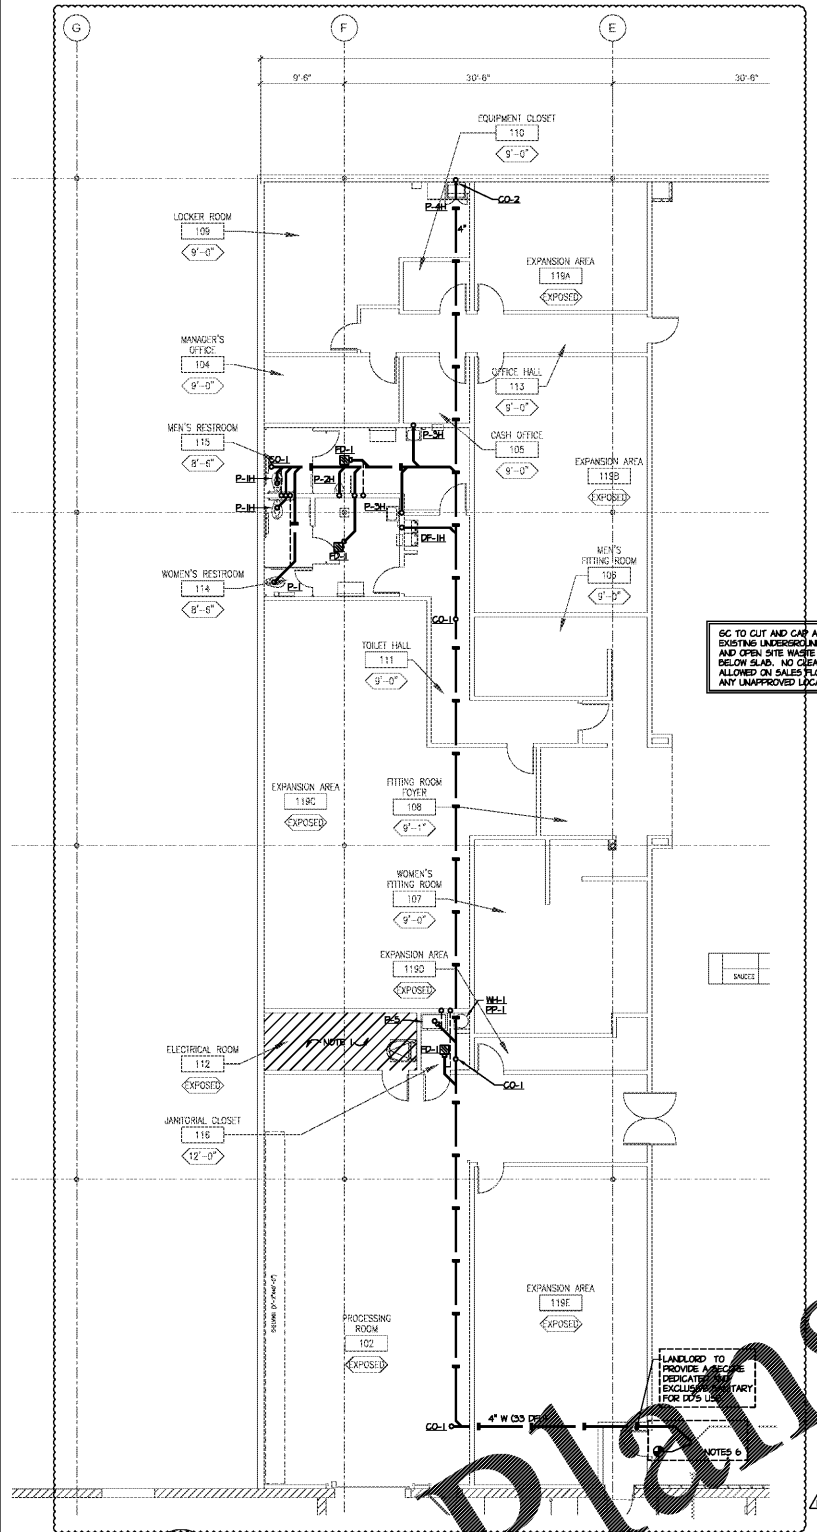 G
F
E
9'-6"
30'-6"
30'-6"
EQUIPMENT CLOSET
110
9'-0"
P-4H
CO-2
4"
LOCKER ROOM
109
9'-0"
EXPANSION AREA
119A
EXPOSED
MANAGER'S
OFFICE
104
9'-0"
OFFICE HALL
113
9'-0"
MEN'S RESTROOM
115
8'-6"
CO-1
FD-1
P-3H
CASH OFFICE
105
9'-0"
EXPANSION AREA
119B
EXPOSED
P-1H
P-2H
P-1H
P-3H
DF-1H
FD-1
P-1
WOMEN'S RESTROOM
114
8'-6"
MEN'S
FITTING ROOM
106
9'-0"
CO-1
TOILET HALL
111
9'-0"
GC TO CUT AND CAP A
EXISTING UNDERGROUN
AND OPEN SITE WASTE
BELOW SLAB. NO CLEA
ALLOWED ON SALES FLO
ANY UNAPPROVED LOCA
EXPANSION AREA
119C
EXPOSED
FITTING ROOM
FOYER
108
9'-1"
WOMEN'S
FITTING ROOM
107
9'-0"
EXPANSION AREA
119D
EXPOSED
WH-1
PP-1
P-5
NOTE 1
FD-1
CO-1
ELECTRICAL ROOM
112
EXPOSED
JANITORIAL CLOSET
116
12'-0"
EXPANSION AREA
119E
EXPOSED
PROCESSING
ROOM
102
EXPOSED
LANDLORD TO
PROVIDE A SECURE
DEDICATED AND
EXCLUSIVE SANITARY
FOR DD'S USE
CO-1
4" W (33 DFU)
NOTES 6
Plans